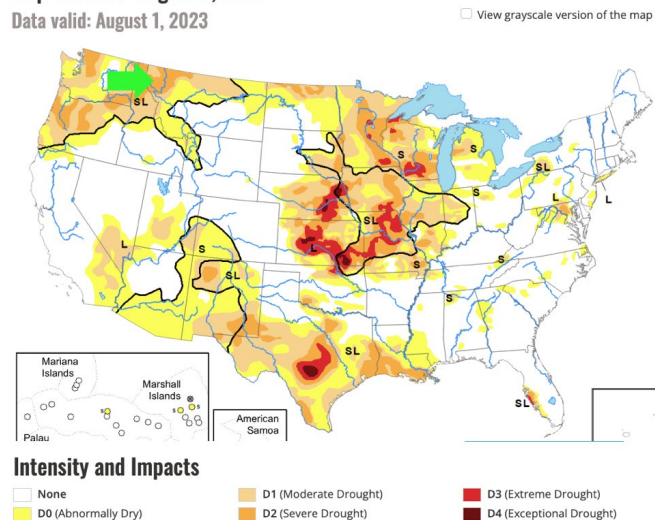 Data valid: August 1, 2023
View grayscale version of the map
SL
S
S
SL
S
SL
L
L
L
S
SL
L
S
S
SL
S
SL
SL
Mariana
Islands
Marshall
Islands
S
S
S
Palau
American
Samoa
Intensity and Impacts
None
D0 (Abnormally Dry)
D1 (Moderate Drought)
D2 (Severe Drought)
D3 (Extreme Drought)
D4 (Exceptional Drought)